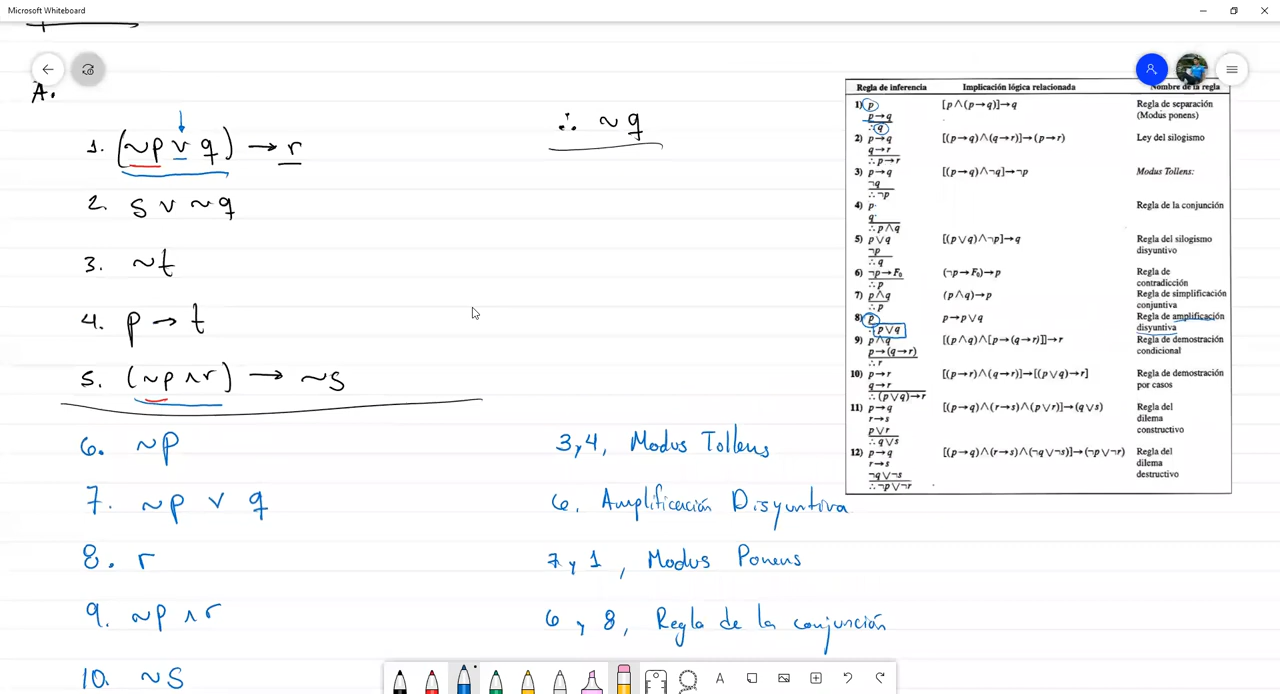 Microsoft Whiteboard
A.
1. (~p ∨ q) → r
∴ ~q
2. s ∨ ~q
3. ~t
4. p → t
5. (~p ∧ r) → ~s
6. ~p 3 y 4, Modus Tollens
7. ~p ∨ q 6. Amplificación Disyuntiva
8. r 7 y 1, Modus Ponens
9. ~p ∧ r 6 y 8, Regla de la conjunción
10. ~s
Regla de inferencia Implicación lógica relacionada Nombre de la regla
1) p [p∧(p→q)]→q Regla de separación
p→q (Modus ponens)
∴q
2) p→q [(p→q)∧(q→r)]→(p→r) Ley del silogismo
q→r
∴p→r
3) p→q [(p→q)∧¬q]→¬p Modus Tollens:
¬q
∴¬p
4) p Regla de la conjunción
q
∴p∧q
5) p∨q [(p∨q)∧¬p]→q Regla del silogismo
¬p disyuntivo
∴q
6) ¬p→F₀ (¬p→F₀)→p Regla de
∴p contradicción
7) p∧q (p∧q)→p Regla de simplificación
∴p conjuntiva
8) p p→p∨q Regla de amplificación
∴p∨q disyuntiva
9) p∧q [(p∧q)∧[p→(q→r)]]→r Regla de demostración
p→(q→r) condicional
∴r
10) p→r [(p→r)∧(q→r)]→[(p∨q)→r] Regla de demostración
q→r por casos
∴(p∨q)→r
11) p→q [(p→q)∧(r→s)∧(p∨r)]→(q∨s) Regla del
r→s dilema
p∨r constructivo
∴q∨s
12) p→q [(p→q)∧(r→s)∧(¬q∨¬s)]→(¬p∨¬r) Regla del
r→s dilema
¬q∨¬s destructivo
∴¬p∨¬r
A